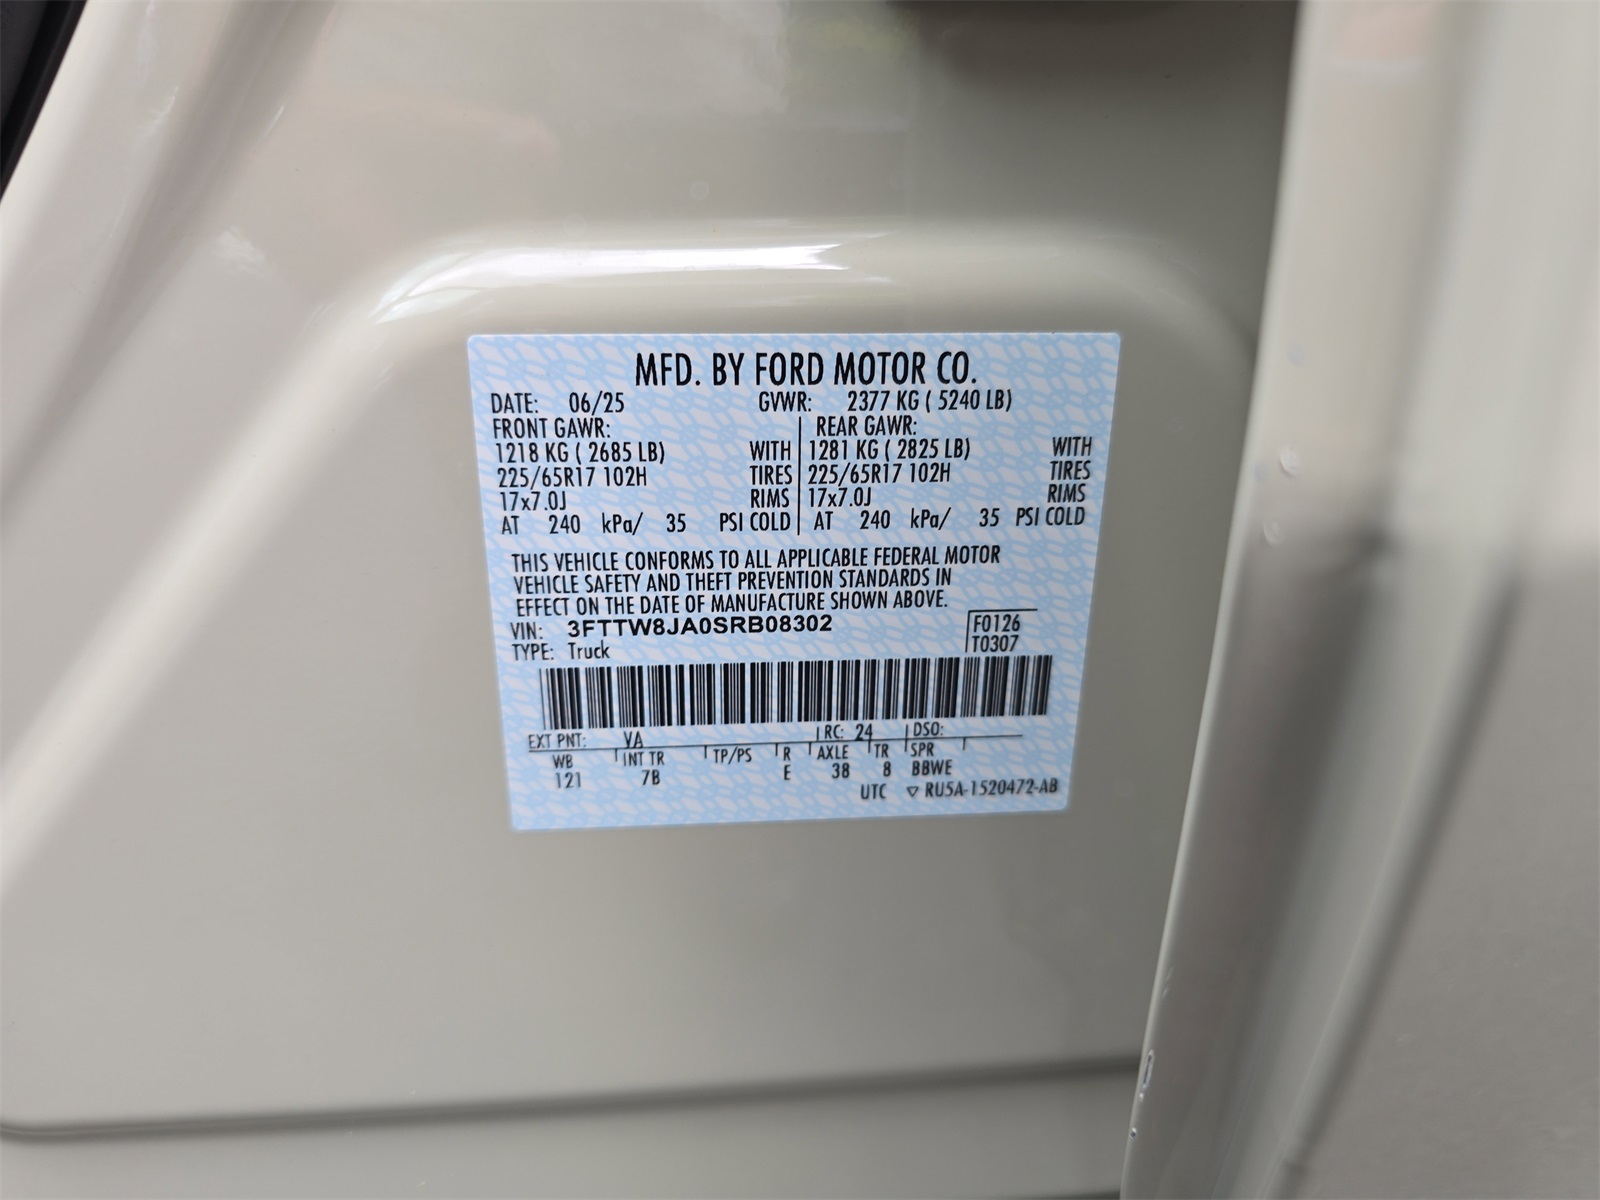 MFD. BY FORD MOTOR CO.
DATE: 06/25 GVWR: 2377 KG ( 5240 LB)
FRONT GAWR: REAR GAWR:
1218 KG ( 2685 LB) WITH 1281 KG ( 2825 LB) WITH
225/65R17 102H TIRES 225/65R17 102H TIRES
17x7.0J RIMS 17x7.0J RIMS
AT 240 kPa/ 35 PSI COLD AT 240 kPa/ 35 PSI COLD
THIS VEHICLE CONFORMS TO ALL APPLICABLE FEDERAL MOTOR
VEHICLE SAFETY AND THEFT PREVENTION STANDARDS IN
EFFECT ON THE DATE OF MANUFACTURE SHOWN ABOVE.
VIN: 3FTTW8JA0SRB08302 F0126
TYPE: Truck T0307
EXT PNT: VA RC: 24 DSO:
WB INT TR TP/PS R AXLE TR SPR
121 7B E 38 8 BBWE
UTC ▽ RU5A-1520472-AB